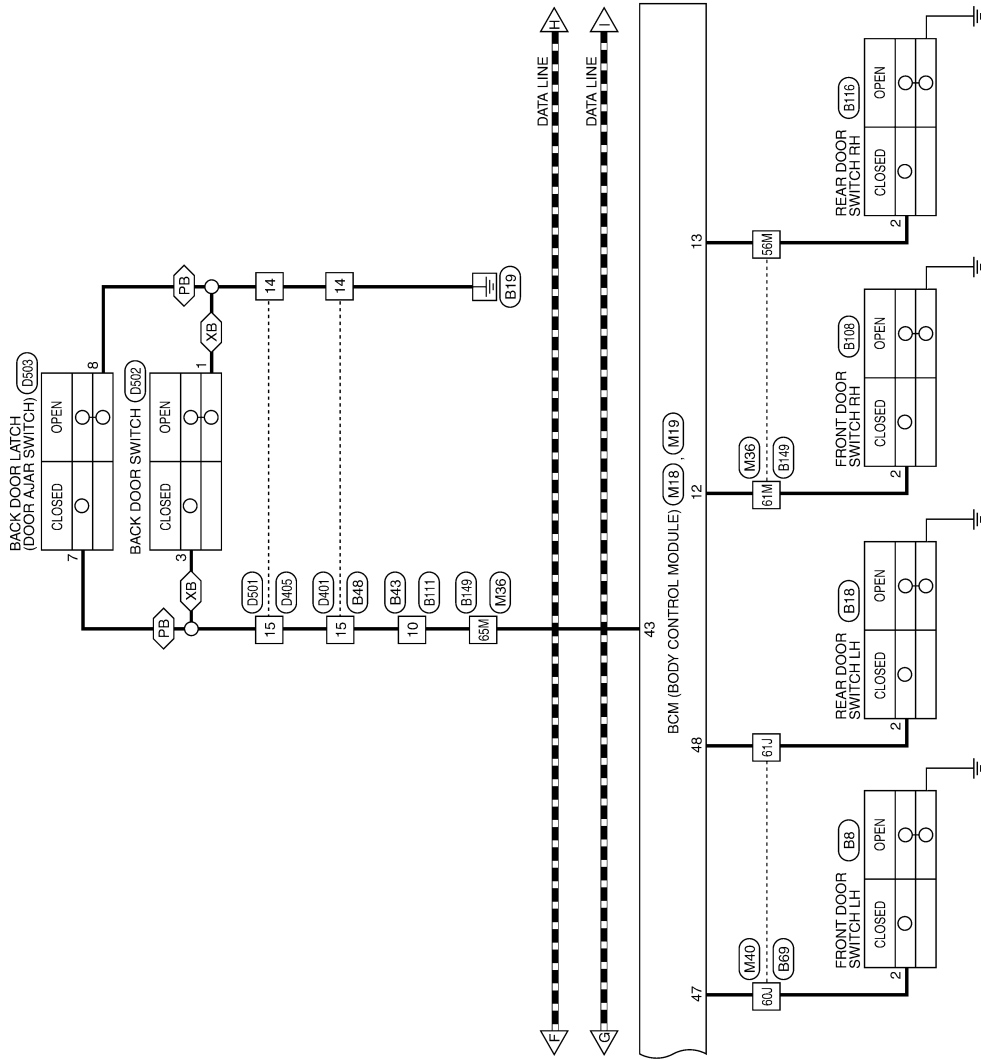 BACK DOOR LATCH
(DOOR AJAR SWITCH) D503
CLOSED OPEN
7 8
PB PB
BACK DOOR SWITCH D502
CLOSED OPEN
3 1
XB XB
15 D501 D405 14
15 D401 B48 14
10 B43 B111
65M B149 M36
B19
F DATA LINE H
G DATA LINE I
43
BCM (BODY CONTROL MODULE) M18 , M19
47 48 12 13
60J M40 B69 61J 61M M36 B149 56M
FRONT DOOR
SWITCH LH B8
CLOSED OPEN
2
REAR DOOR
SWITCH LH B18
CLOSED OPEN
2
FRONT DOOR
SWITCH RH B108
CLOSED OPEN
2
REAR DOOR
SWITCH RH B116
CLOSED OPEN
2